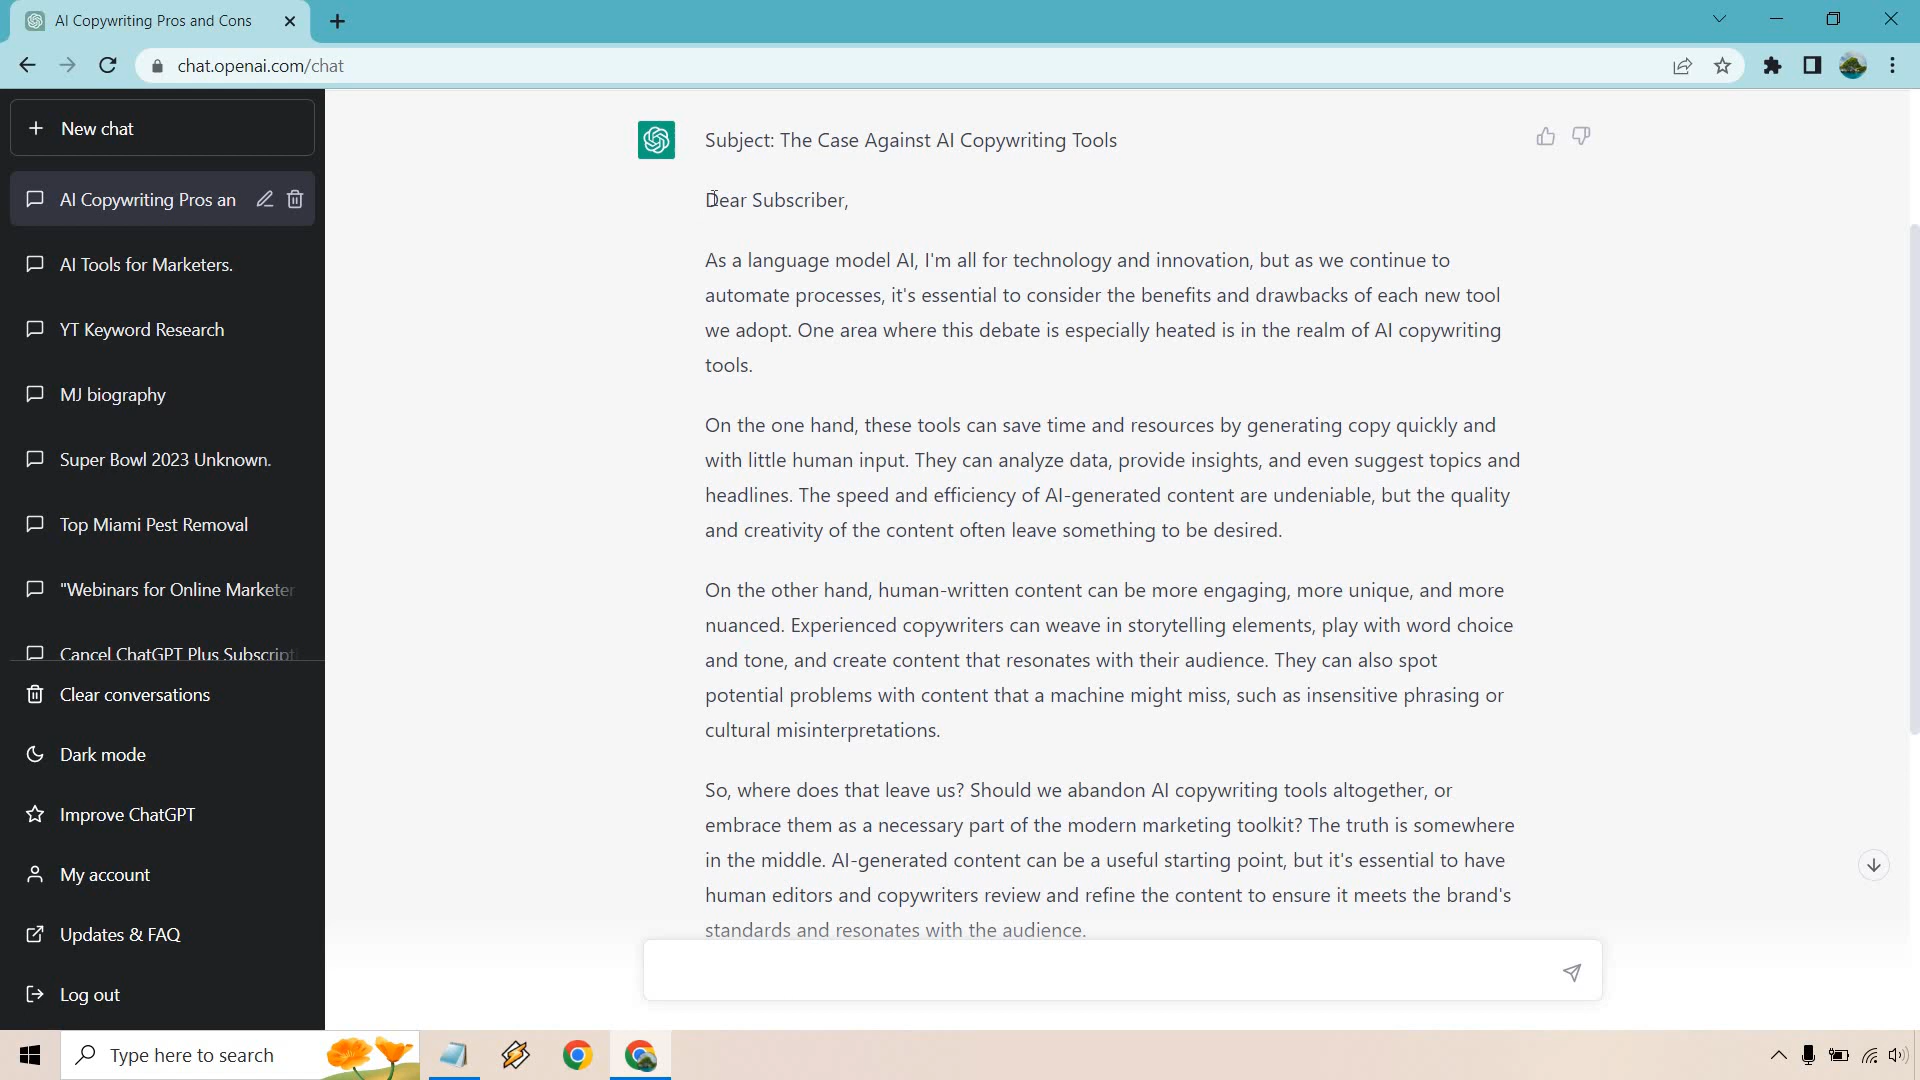 AI Copywriting Pros and Cons
chat.openai.com/chat
New chat
AI Copywriting Pros an
AI Tools for Marketers.
YT Keyword Research
MJ biography
Super Bowl 2023 Unknown.
Top Miami Pest Removal
"Webinars for Online Marketer
Cancel ChatGPT Plus Subscripti
Clear conversations
Dark mode
Improve ChatGPT
My account
Updates & FAQ
Log out
Subject: The Case Against AI Copywriting Tools
Dear Subscriber,
As a language model AI, I'm all for technology and innovation, but as we continue to
automate processes, it's essential to consider the benefits and drawbacks of each new tool
we adopt. One area where this debate is especially heated is in the realm of AI copywriting
tools.
On the one hand, these tools can save time and resources by generating copy quickly and
with little human input. They can analyze data, provide insights, and even suggest topics and
headlines. The speed and efficiency of AI-generated content are undeniable, but the quality
and creativity of the content often leave something to be desired.
On the other hand, human-written content can be more engaging, more unique, and more
nuanced. Experienced copywriters can weave in storytelling elements, play with word choice
and tone, and create content that resonates with their audience. They can also spot
potential problems with content that a machine might miss, such as insensitive phrasing or
cultural misinterpretations.
So, where does that leave us? Should we abandon AI copywriting tools altogether, or
embrace them as a necessary part of the modern marketing toolkit? The truth is somewhere
in the middle. AI-generated content can be a useful starting point, but it's essential to have
human editors and copywriters review and refine the content to ensure it meets the brand's
standards and resonates with the audience.
Type here to search